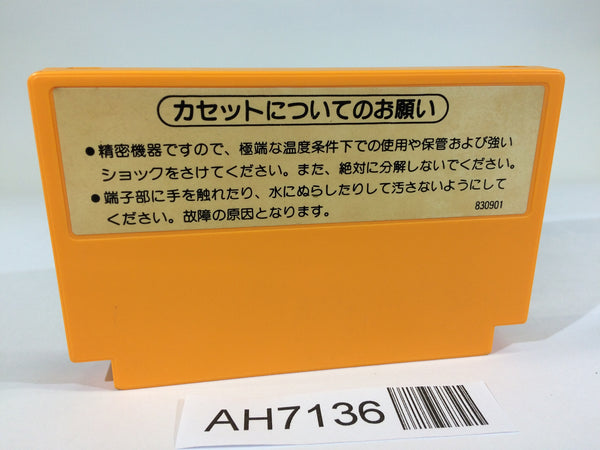 カセットについてのお願い
●精密機器ですので、極端な温度条件下での使用や保管および強い
ショックをさけてください。また、絶対に分解しないでください。
●端子部に手を触れたり、水にぬらしたりして汚さないようにして
ください。故障の原因となります。
830901
AH7136